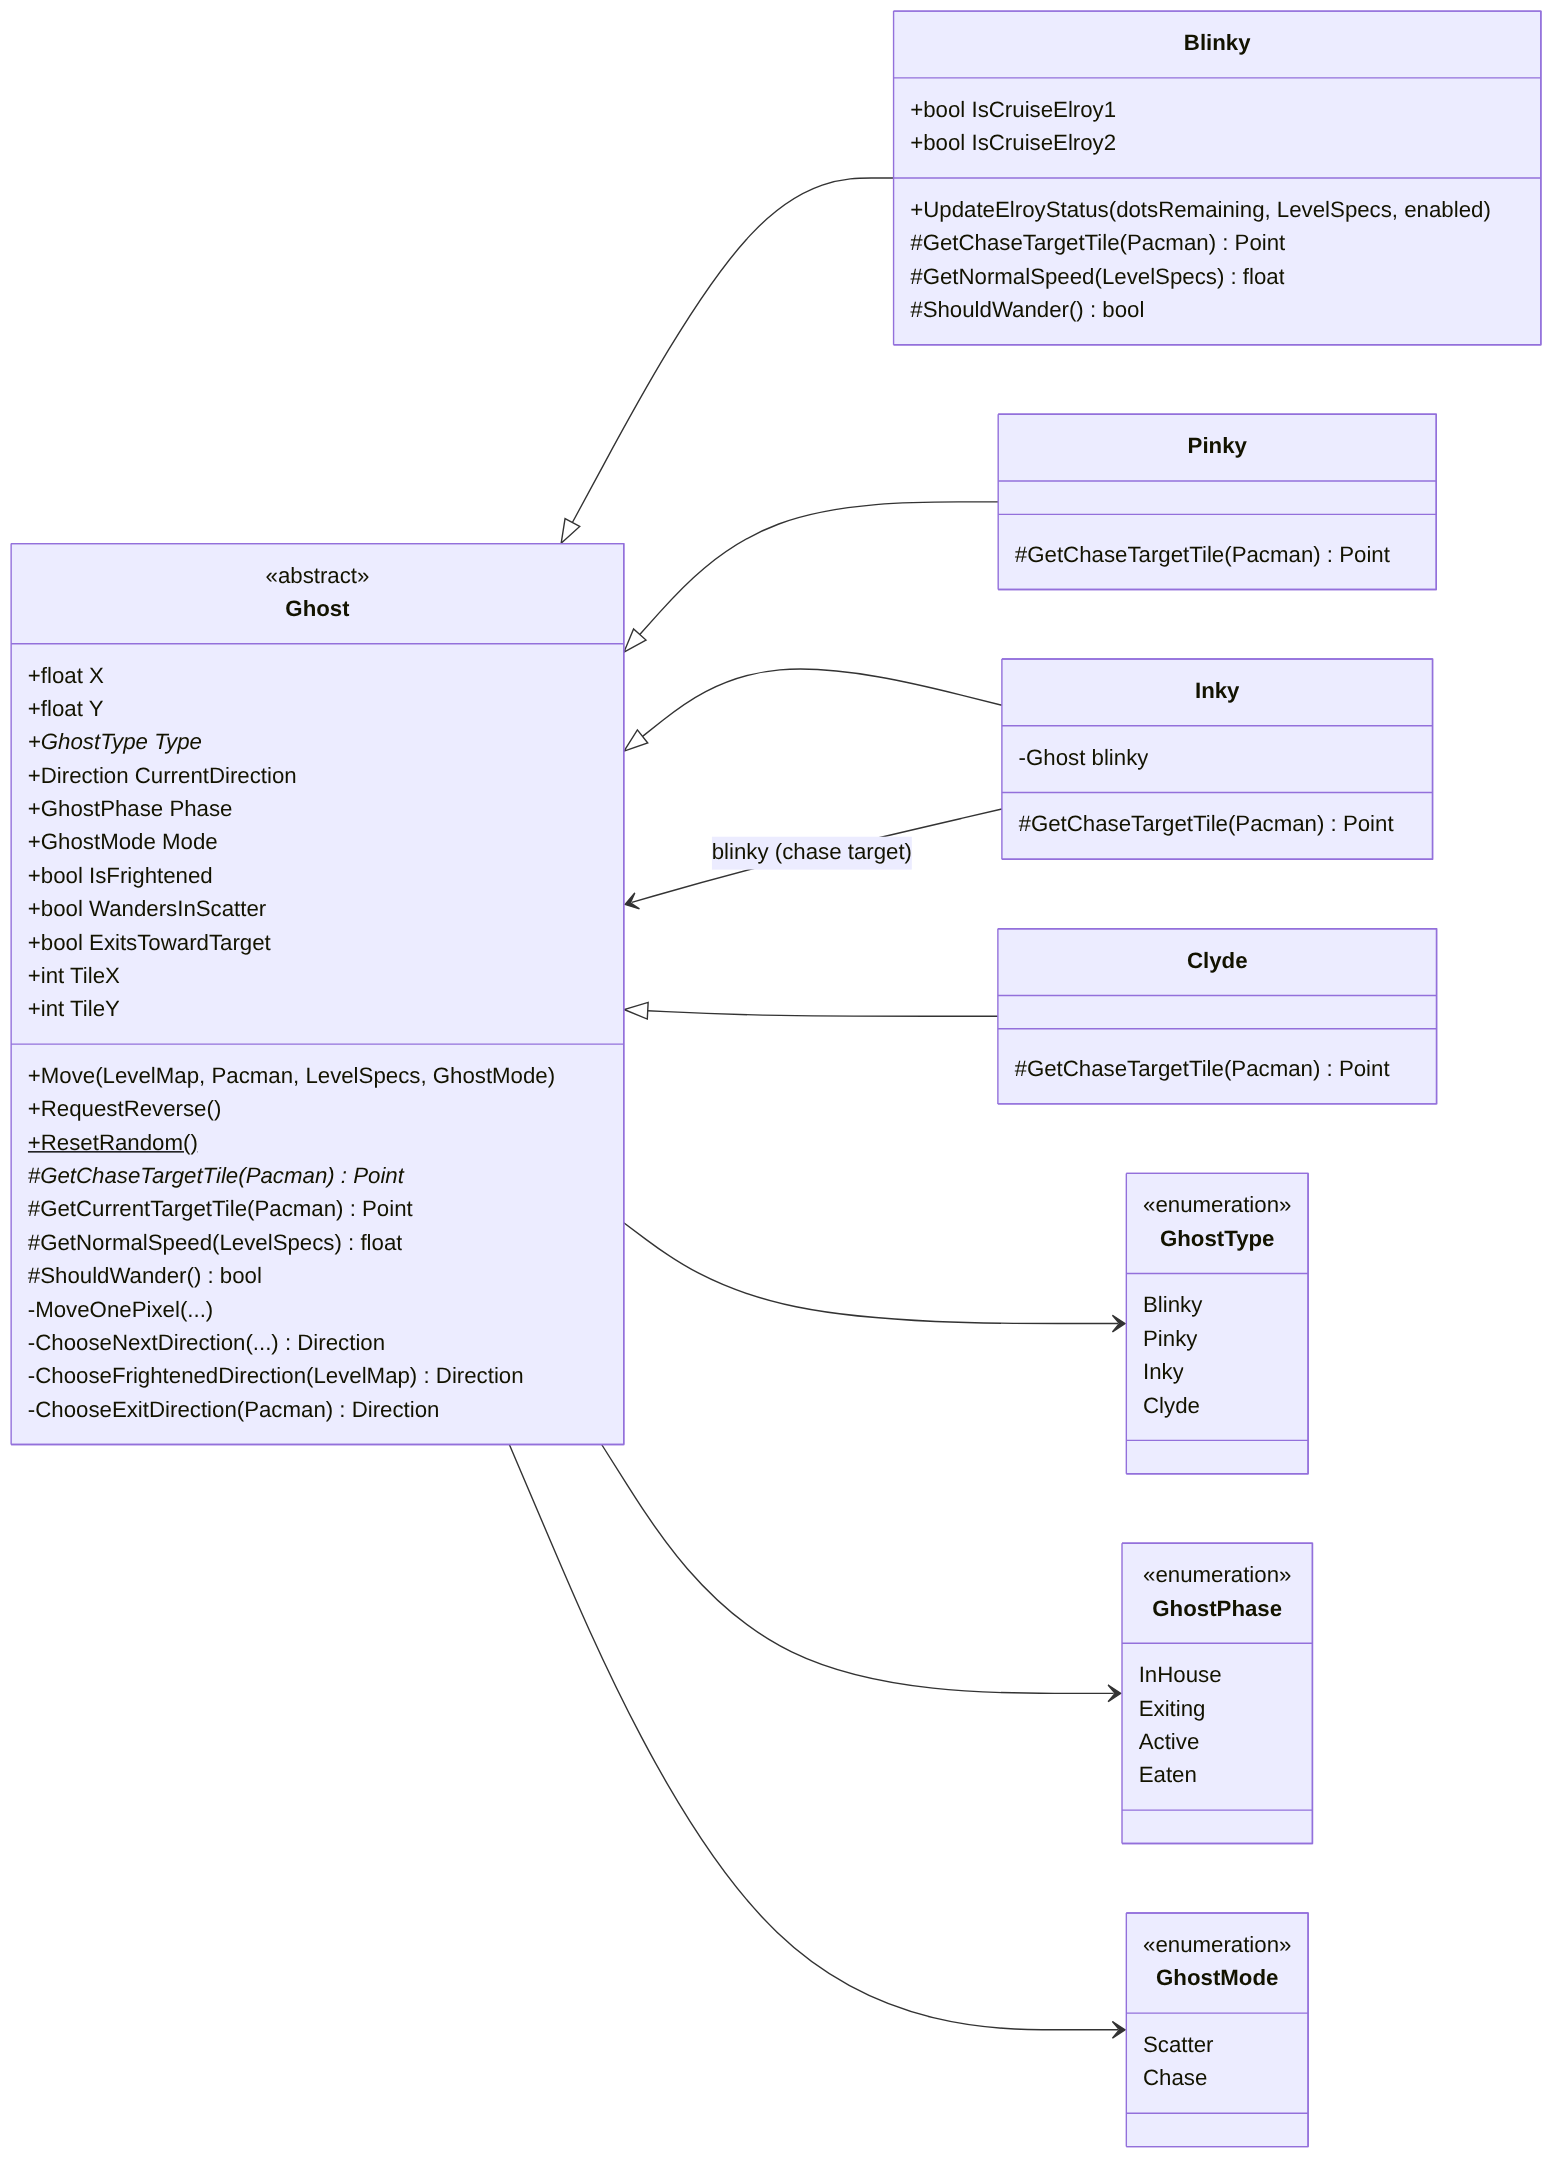 Blinky
+bool IsCruiseElroy1
+bool IsCruiseElroy2
+UpdateElroyStatus(dotsRemaining, LevelSpecs, enabled)
#GetChaseTargetTile(Pacman) : Point
#GetNormalSpeed(LevelSpecs) : float
#ShouldWander() : bool
Pinky
#GetChaseTargetTile(Pacman) : Point
«abstract»
Ghost
+float X
+float Y
+GhostType Type
+Direction CurrentDirection
+GhostPhase Phase
+GhostMode Mode
+bool IsFrightened
+bool WandersInScatter
+bool ExitsTowardTarget
+int TileX
+int TileY
+Move(LevelMap, Pacman, LevelSpecs, GhostMode)
+RequestReverse()
+ResetRandom()
#GetChaseTargetTile(Pacman) : Point
#GetCurrentTargetTile(Pacman) : Point
#GetNormalSpeed(LevelSpecs) : float
#ShouldWander() : bool
-MoveOnePixel(...)
-ChooseNextDirection(...) : Direction
-ChooseFrightenedDirection(LevelMap) : Direction
-ChooseExitDirection(Pacman) : Direction
Inky
-Ghost blinky
#GetChaseTargetTile(Pacman) : Point
blinky (chase target)
Clyde
#GetChaseTargetTile(Pacman) : Point
«enumeration»
GhostType
Blinky
Pinky
Inky
Clyde
«enumeration»
GhostPhase
InHouse
Exiting
Active
Eaten
«enumeration»
GhostMode
Scatter
Chase